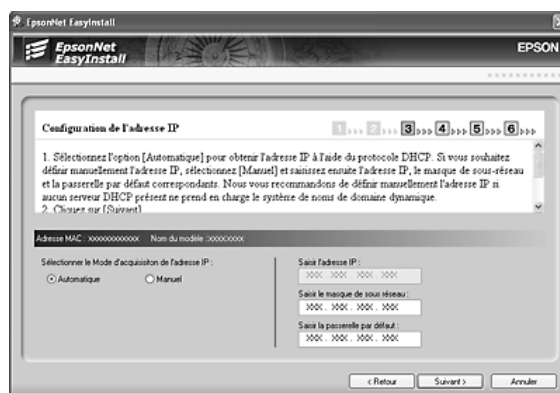 EpsonNet EasyInstall
EpsonNet
EasyInstall
EPSON
Configuration de l'adresse IP
1 >>> 2 >>> 3 >>> 4 >>> 5 >>> 6 >>>
1. Sélectionnez l'option [Automatique] pour obtenir l'adresse IP à l'aide du protocole DHCP. Si vous souhaitez
définir manuellement l'adresse IP, sélectionnez [Manuel] et saisissez ensuite l'adresse IP, le masque de sous-réseau
et la passerelle par défaut correspondants. Nous vous recommandons de définir manuellement l'adresse IP si
aucun serveur DHCP présent ne prend en charge le système de noms de domaine dynamique.
2. Cliquez sur [Suivant]
Adresse MAC : xxxxxxxxxxxx Nom du modèle :xxxxxxxxx
Sélectionner le Mode d'acquisiton de l'adresse IP :
Automatique Manuel
Saisir l'adresse IP :
XXX . XXX . XXX . XXX
Saisir le masque de sous réseau :
XXX . XXX . XXX . XXX
Saisir la passerelle par défaut :
XXX . XXX . XXX . XXX
< Retour Suivant > Annuler